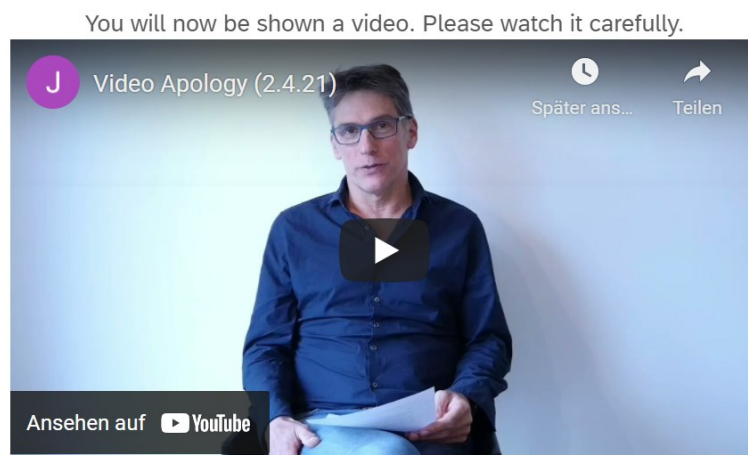 You will now be shown a video. Please watch it carefully.
J
Video Apology (2.4.21)
Später ans...
Teilen
Ansehen auf YouTube